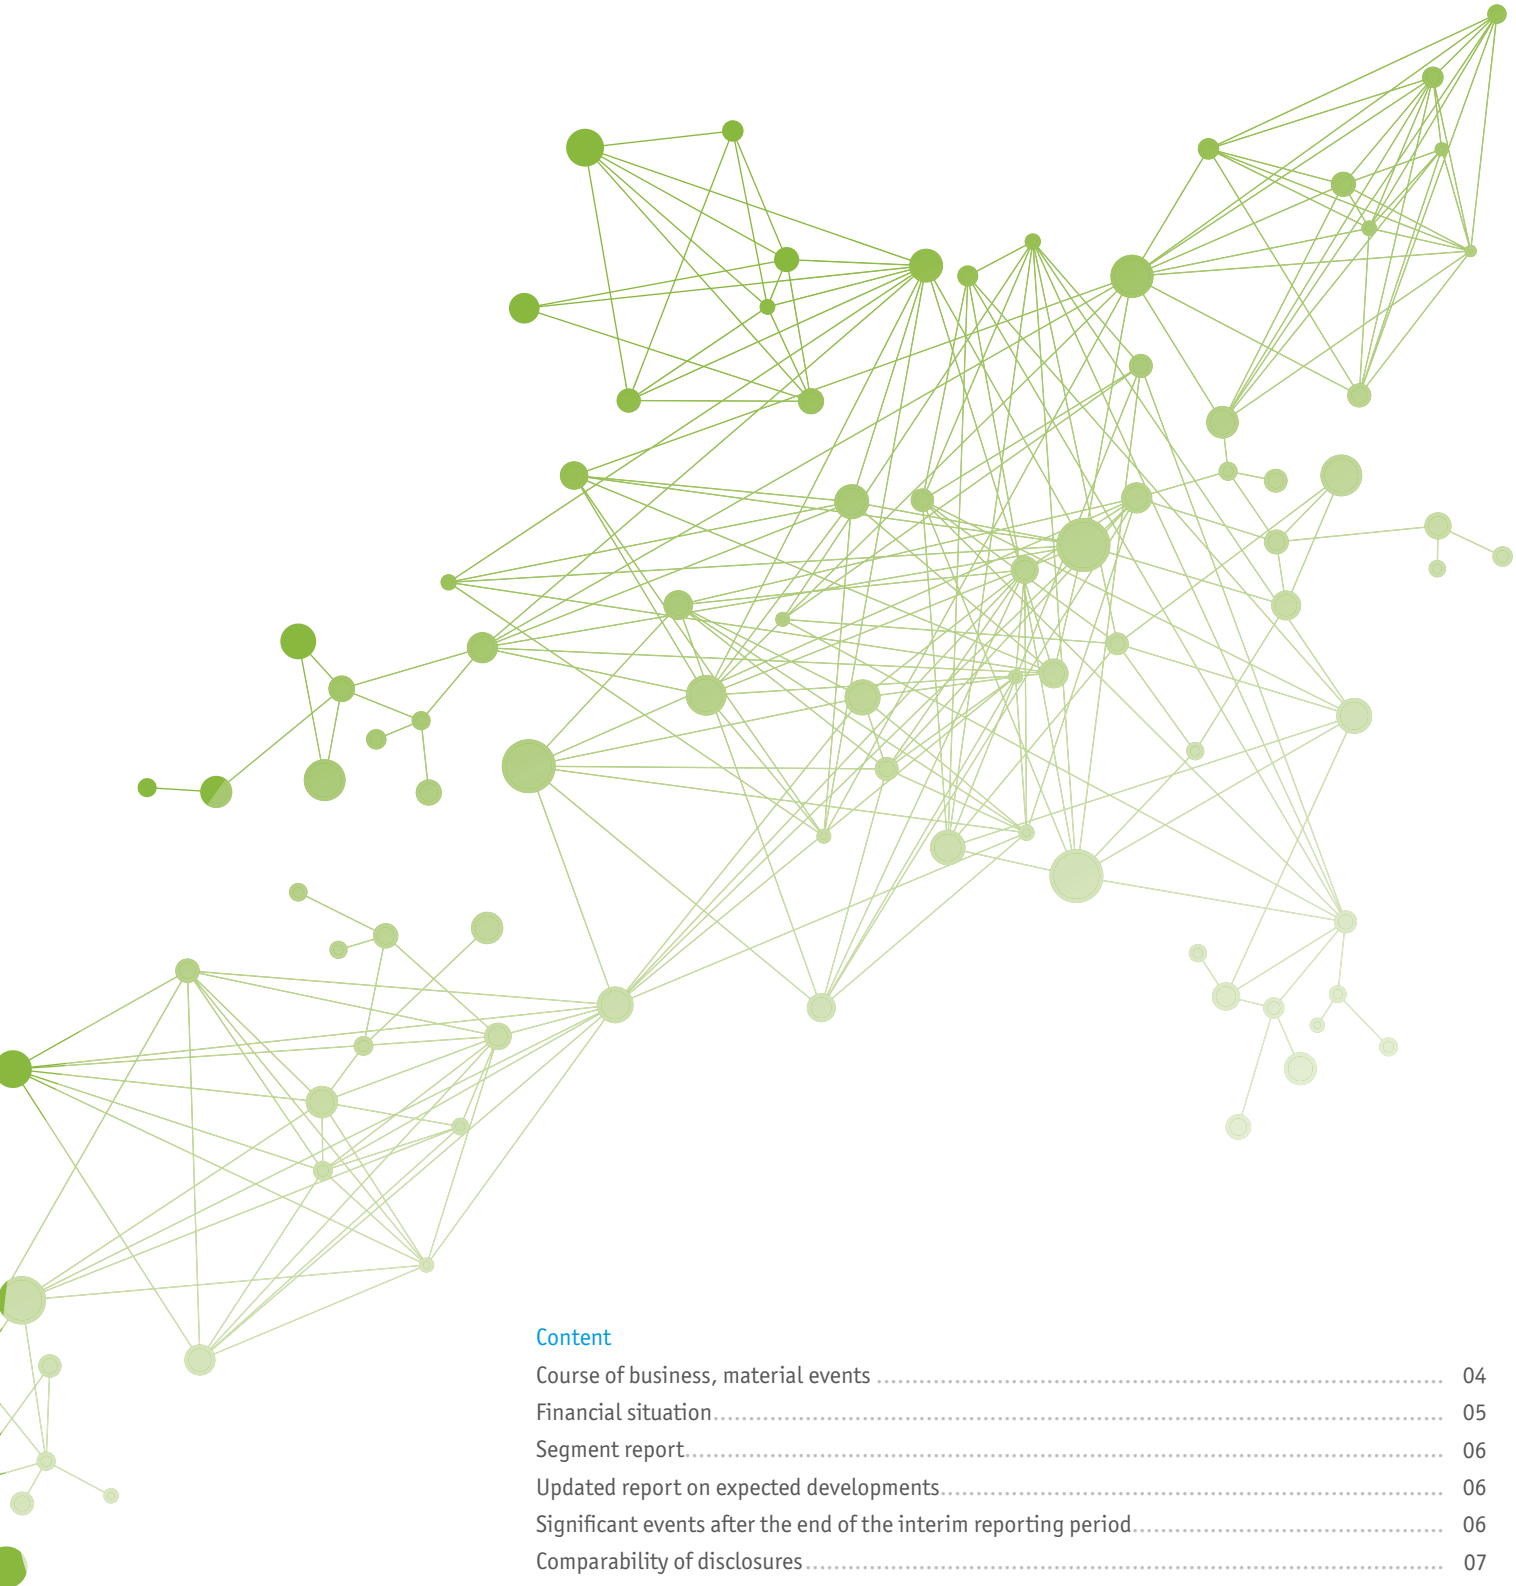 Content
Course of business, material events ................................................................................ 04
Financial situation................................................................................ 05
Segment report................................................................................ 06
Updated report on expected developments................................................................................ 06
Significant events after the end of the interim reporting period................................................................................ 06
Comparability of disclosures................................................................................ 07